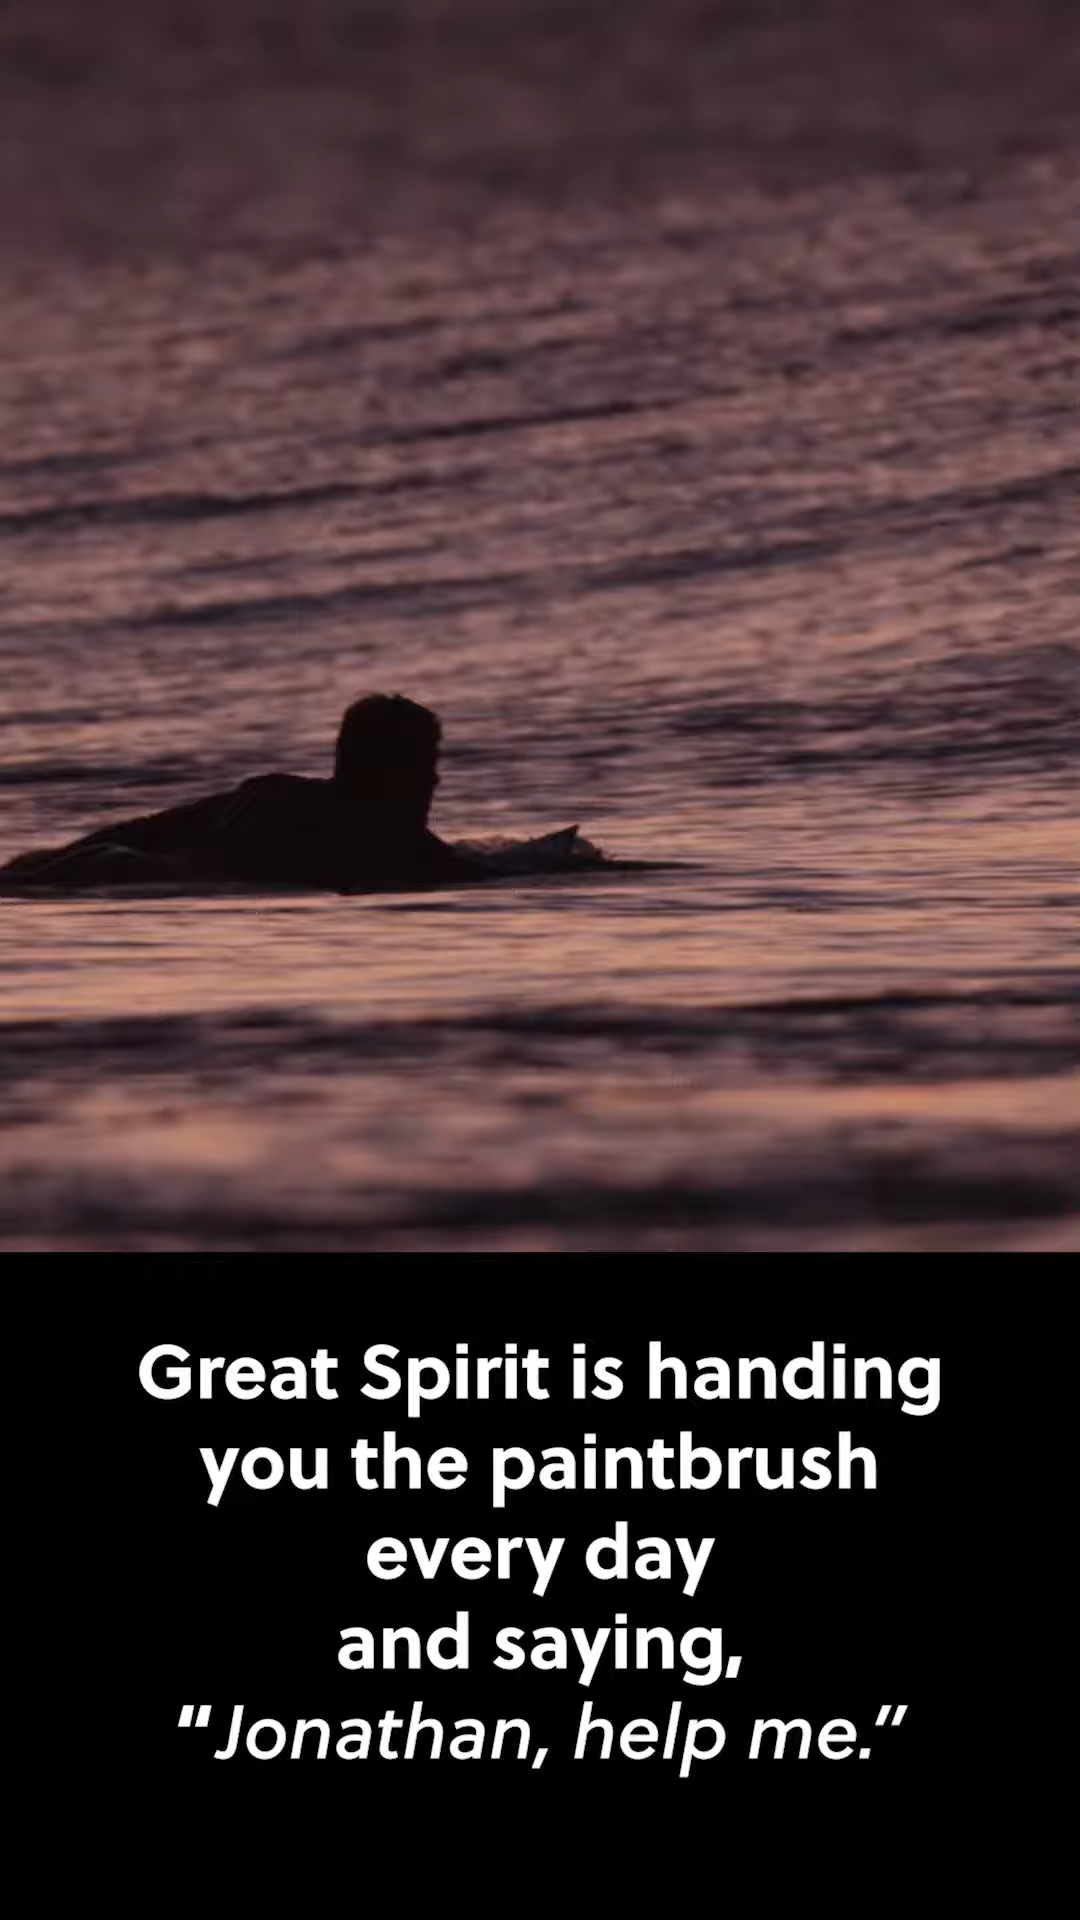 Great Spirit is handing
you the paintbrush
every day
and saying,
“Jonathan, help me.”